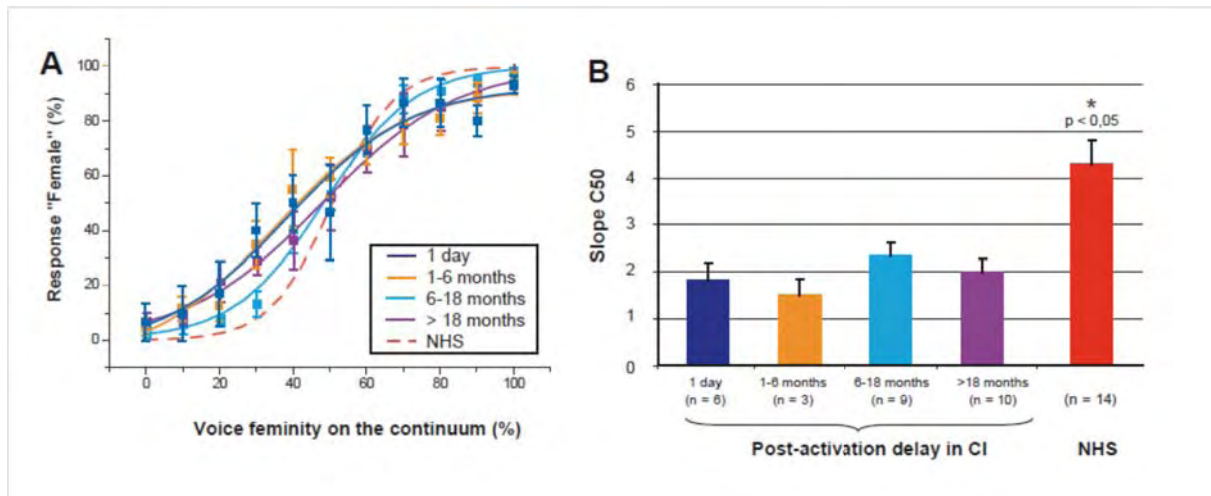 A
Response "Female" (%)
100
80
60
40
20
0
1 day
1-6 months
6-18 months
> 18 months
NHS
0
20
40
60
80
100
Voice feminity on the continuum (%)
B
Slope C50
6
5
4
3
2
1
0
*
p < 0,05
1 day
(n = 6)
1-6 months
(n = 3)
6-18 months
(n = 9)
>18 months
(n = 10)
(n = 14)
Post-activation delay in CI
NHS